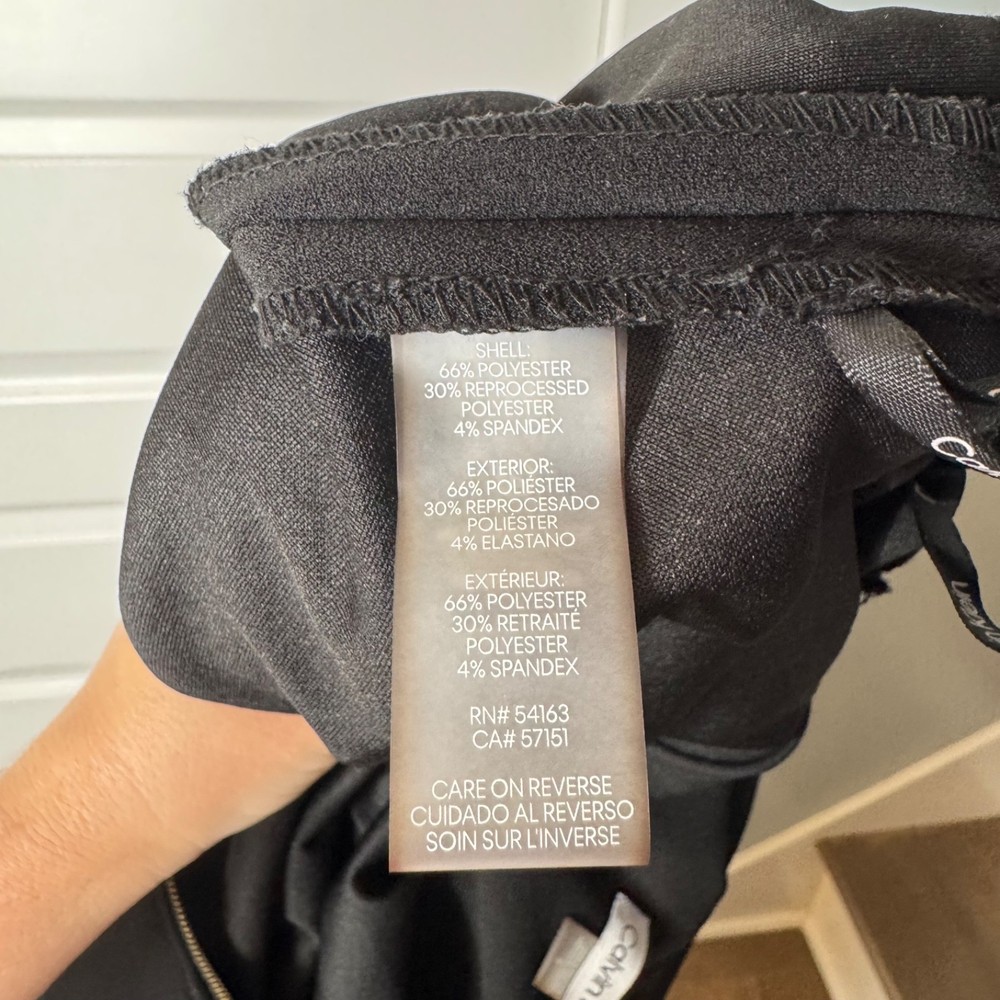 SHELL:
66% POLYESTER
30% REPROCESSED
POLYESTER
4% SPANDEX
EXTERIOR:
66% POLIÉSTER
30% REPROCESADO
POLIÉSTER
4% ELASTANO
EXTÉRIEUR:
66% POLYESTER
30% RETRAITÉ
POLYESTER
4% SPANDEX
RN# 54163
CA# 57151
CARE ON REVERSE
CUIDADO AL REVERSO
SOIN SUR L'INVERSE
Calvin